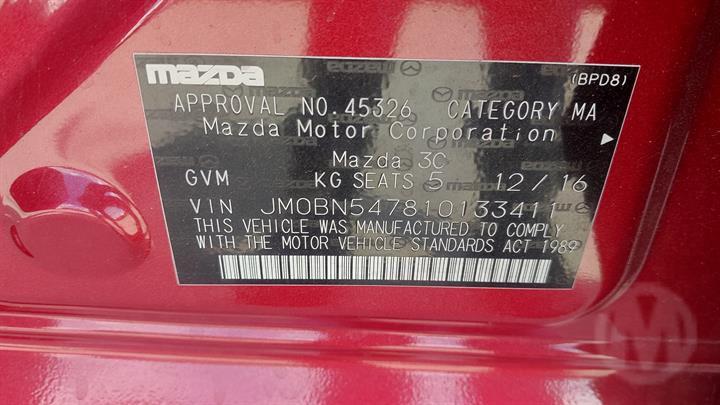 mazda
(BPD8)
APPROVAL NO.45326 CATEGORY MA
Mazda Motor Corporation
Mazda 3C
GVM KG SEATS 5 12/16
VIN JM0BN547810133411
THIS VEHICLE WAS MANUFACTURED TO COMPLY
WITH THE MOTOR VEHICLE STANDARDS ACT 1989
M